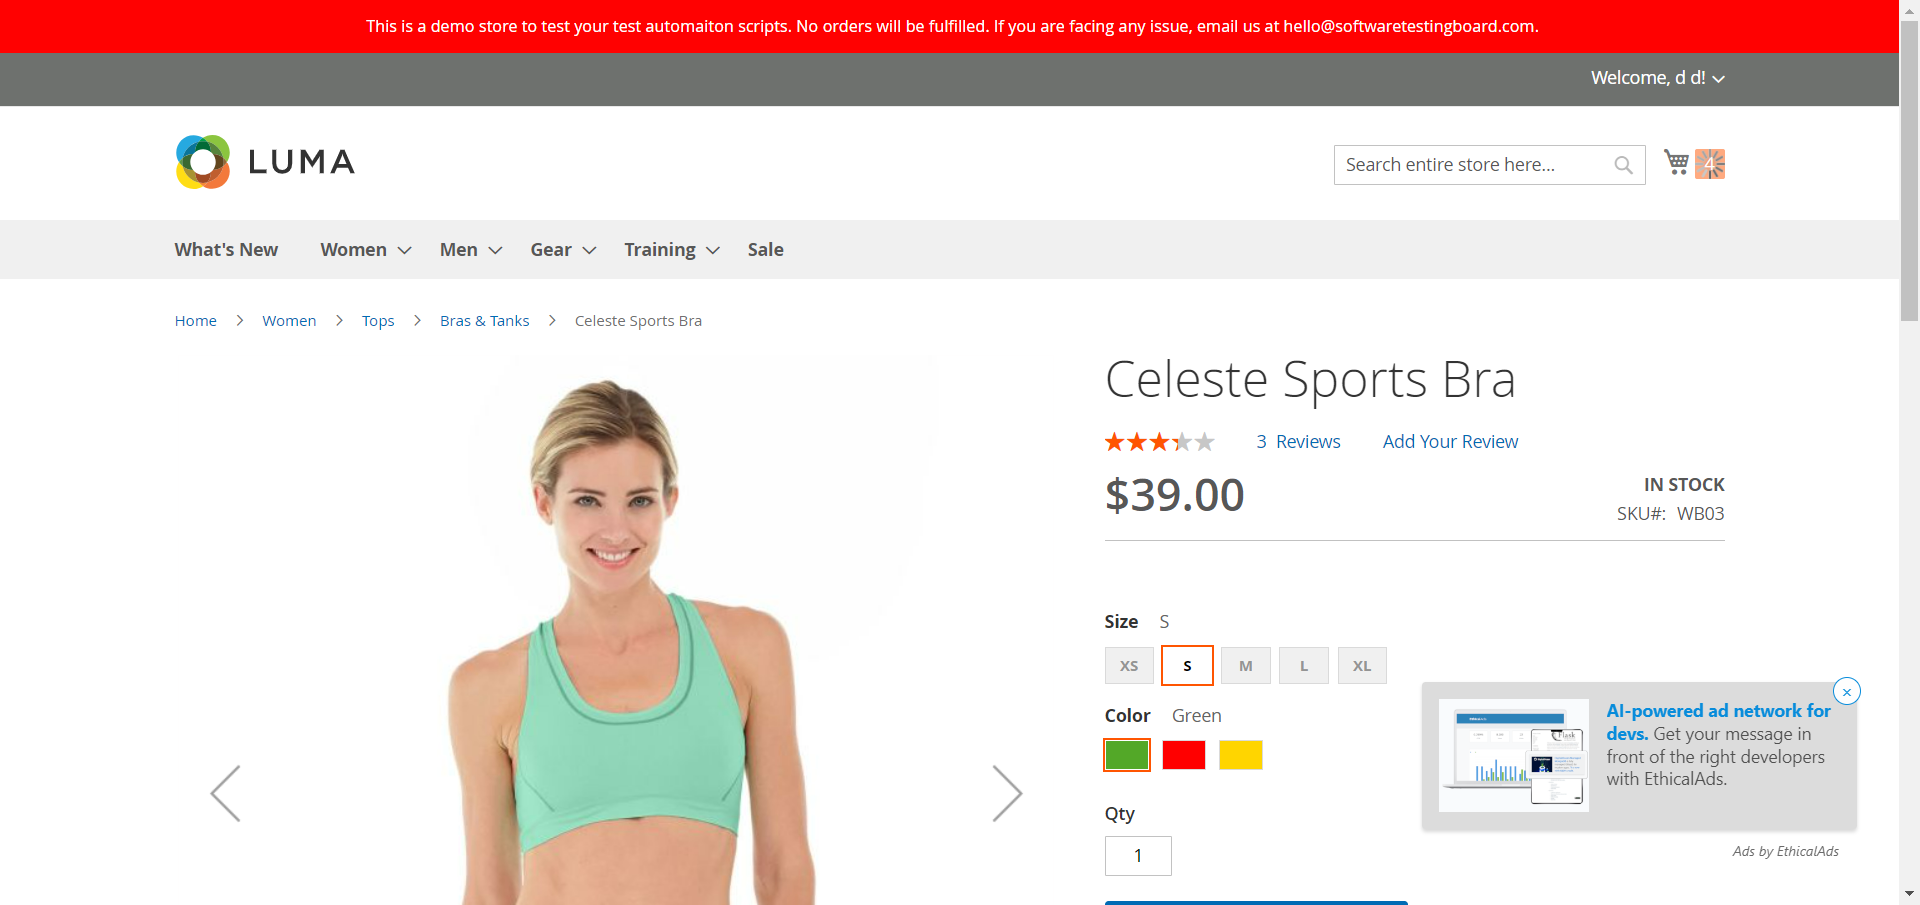 This is a demo store to test your test automaiton scripts. No orders will be fulfilled. If you are facing any issue, email us at hello@softwaretestingboard.com.
Welcome, d d!
LUMA
Search entire store here...
4
What's New
Women
Men
Gear
Training
Sale
Home
Women
Tops
Bras & Tanks
Celeste Sports Bra
Celeste Sports Bra
3 Reviews
Add Your Review
$39.00
IN STOCK
SKU#: WB03
Size S
XS
S
M
L
XL
Color Green
Qty
1
AI-powered ad network for
devs. Get your message in
front of the right developers
with EthicalAds.
Ads by EthicalAds